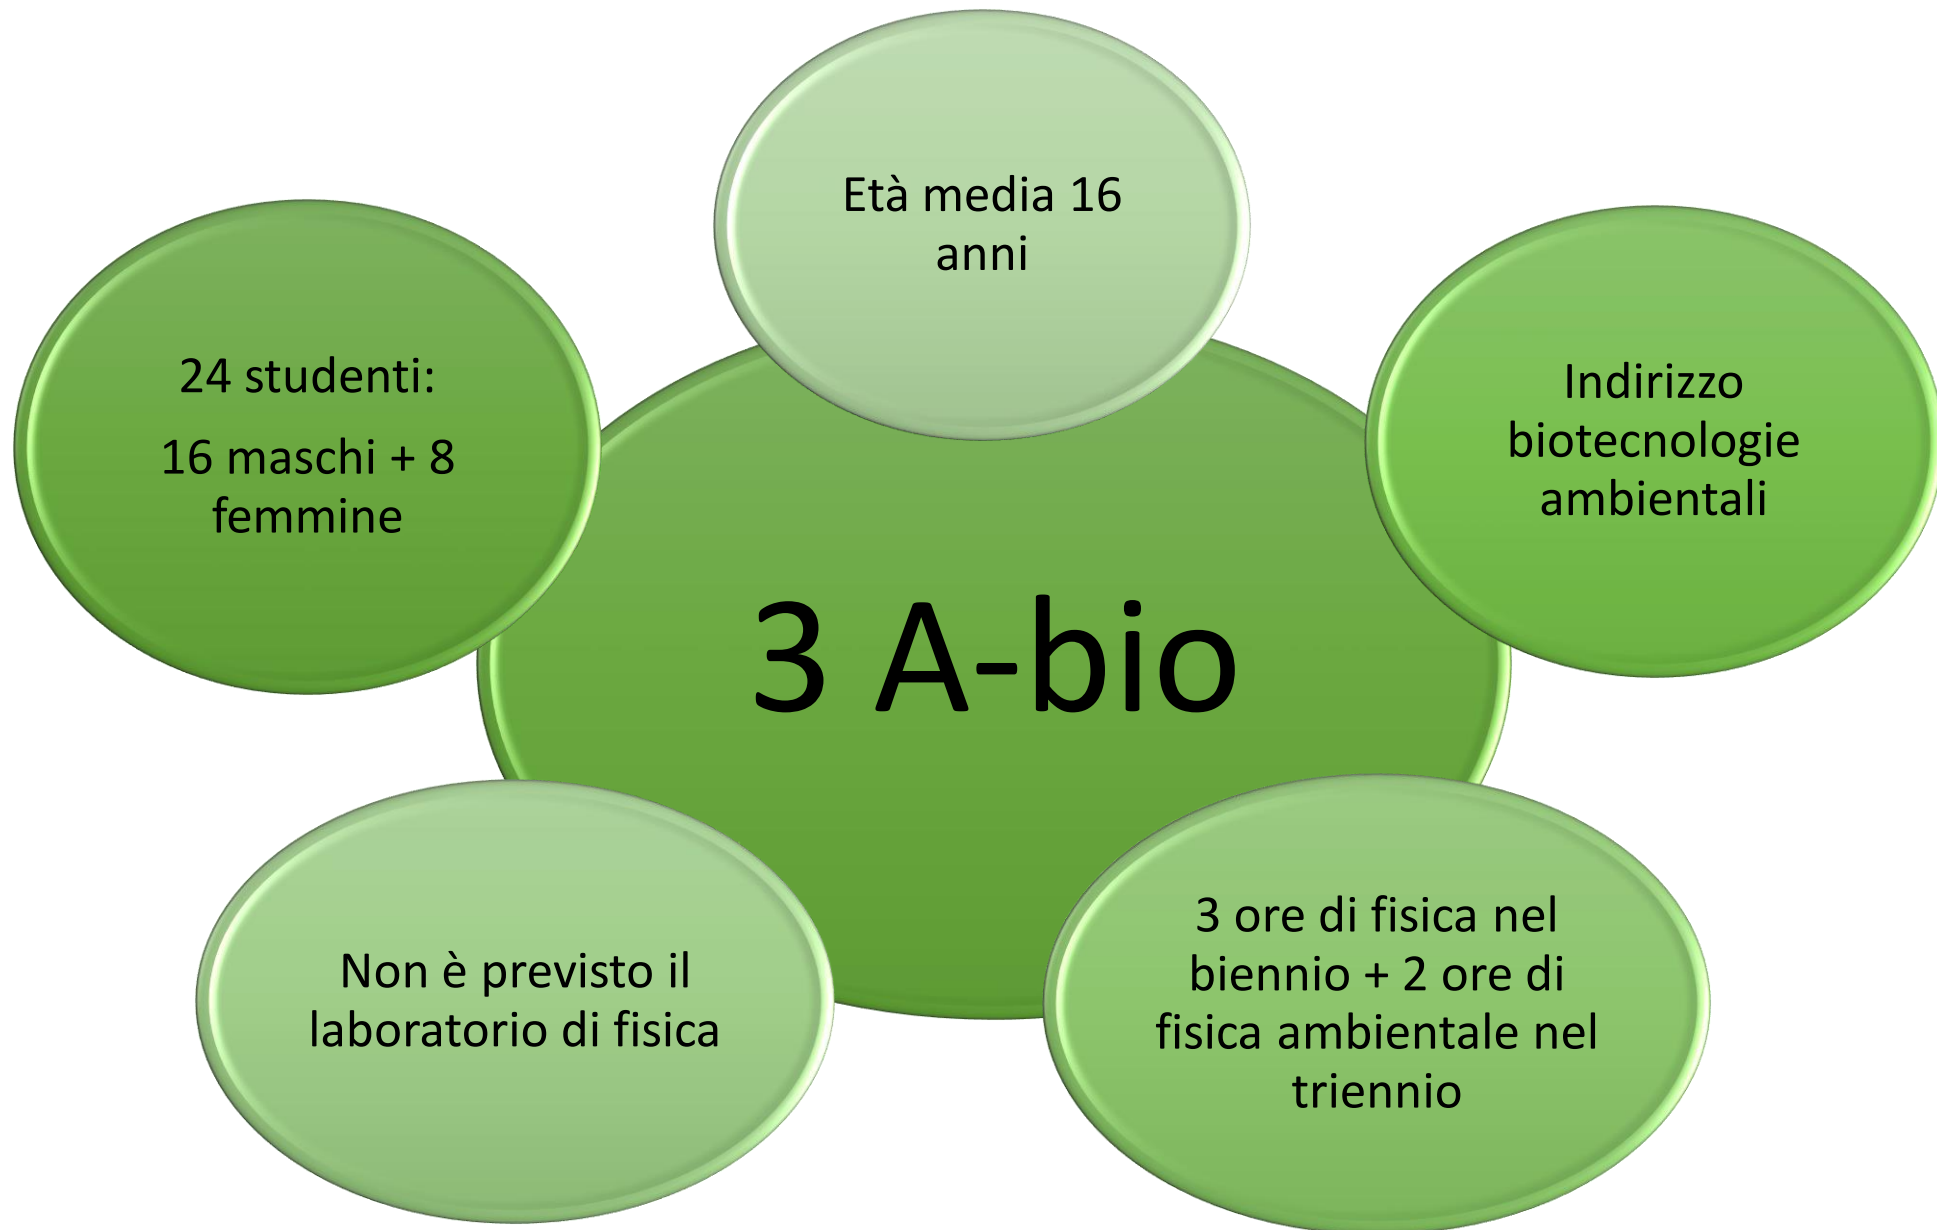 Età media 16
anni
24 studenti:
16 maschi + 8
femmine
Indirizzo
biotecnologie
ambientali
3 A-bio
Non è previsto il
laboratorio di fisica
3 ore di fisica nel
biennio + 2 ore di
fisica ambientale nel
triennio